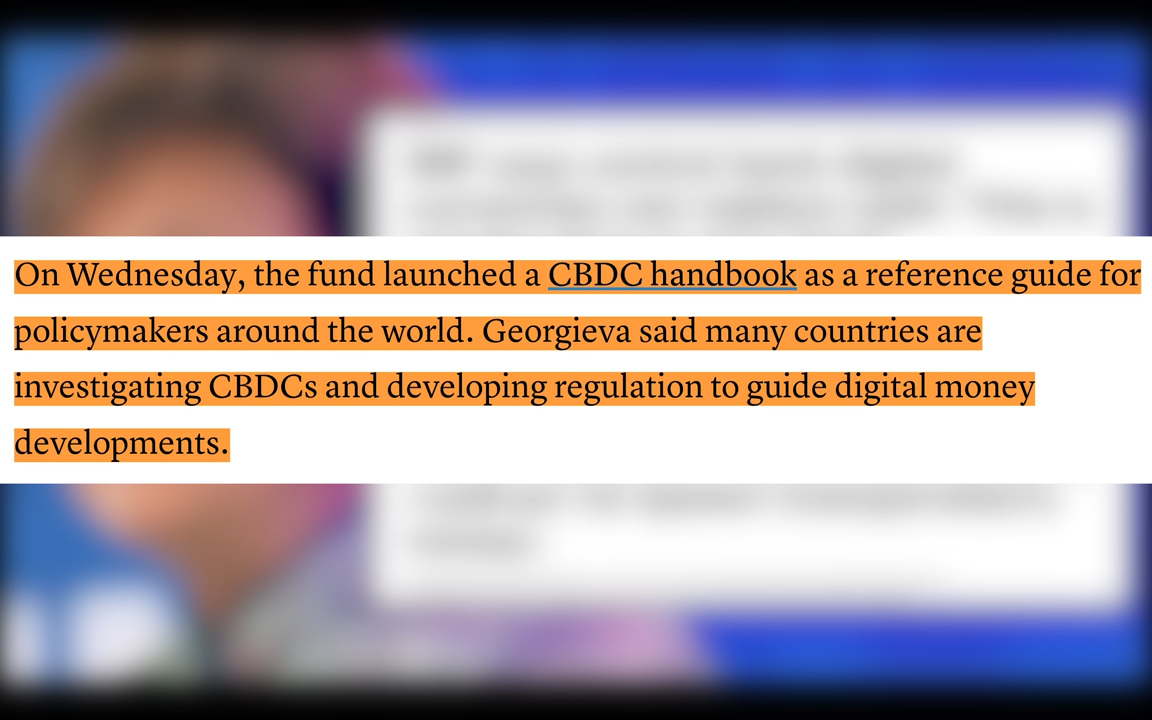 On Wednesday, the fund launched a CBDC handbook as a reference guide for
policymakers around the world. Georgieva said many countries are
investigating CBDCs and developing regulation to guide digital money
developments.